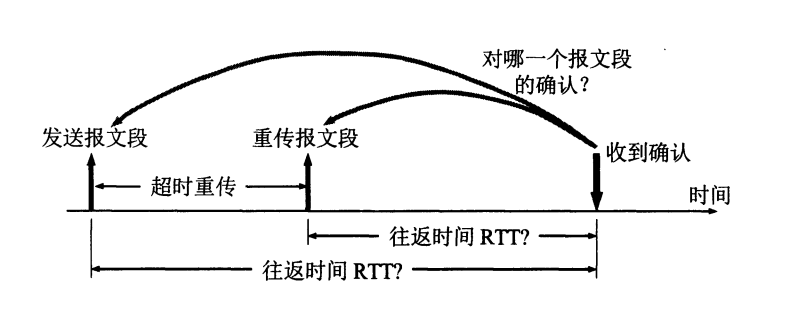 对哪一个报文段
的确认？
发送报文段
重传报文段
收到确认
超时重传
时间
往返时间 RTT?
往返时间 RTT?